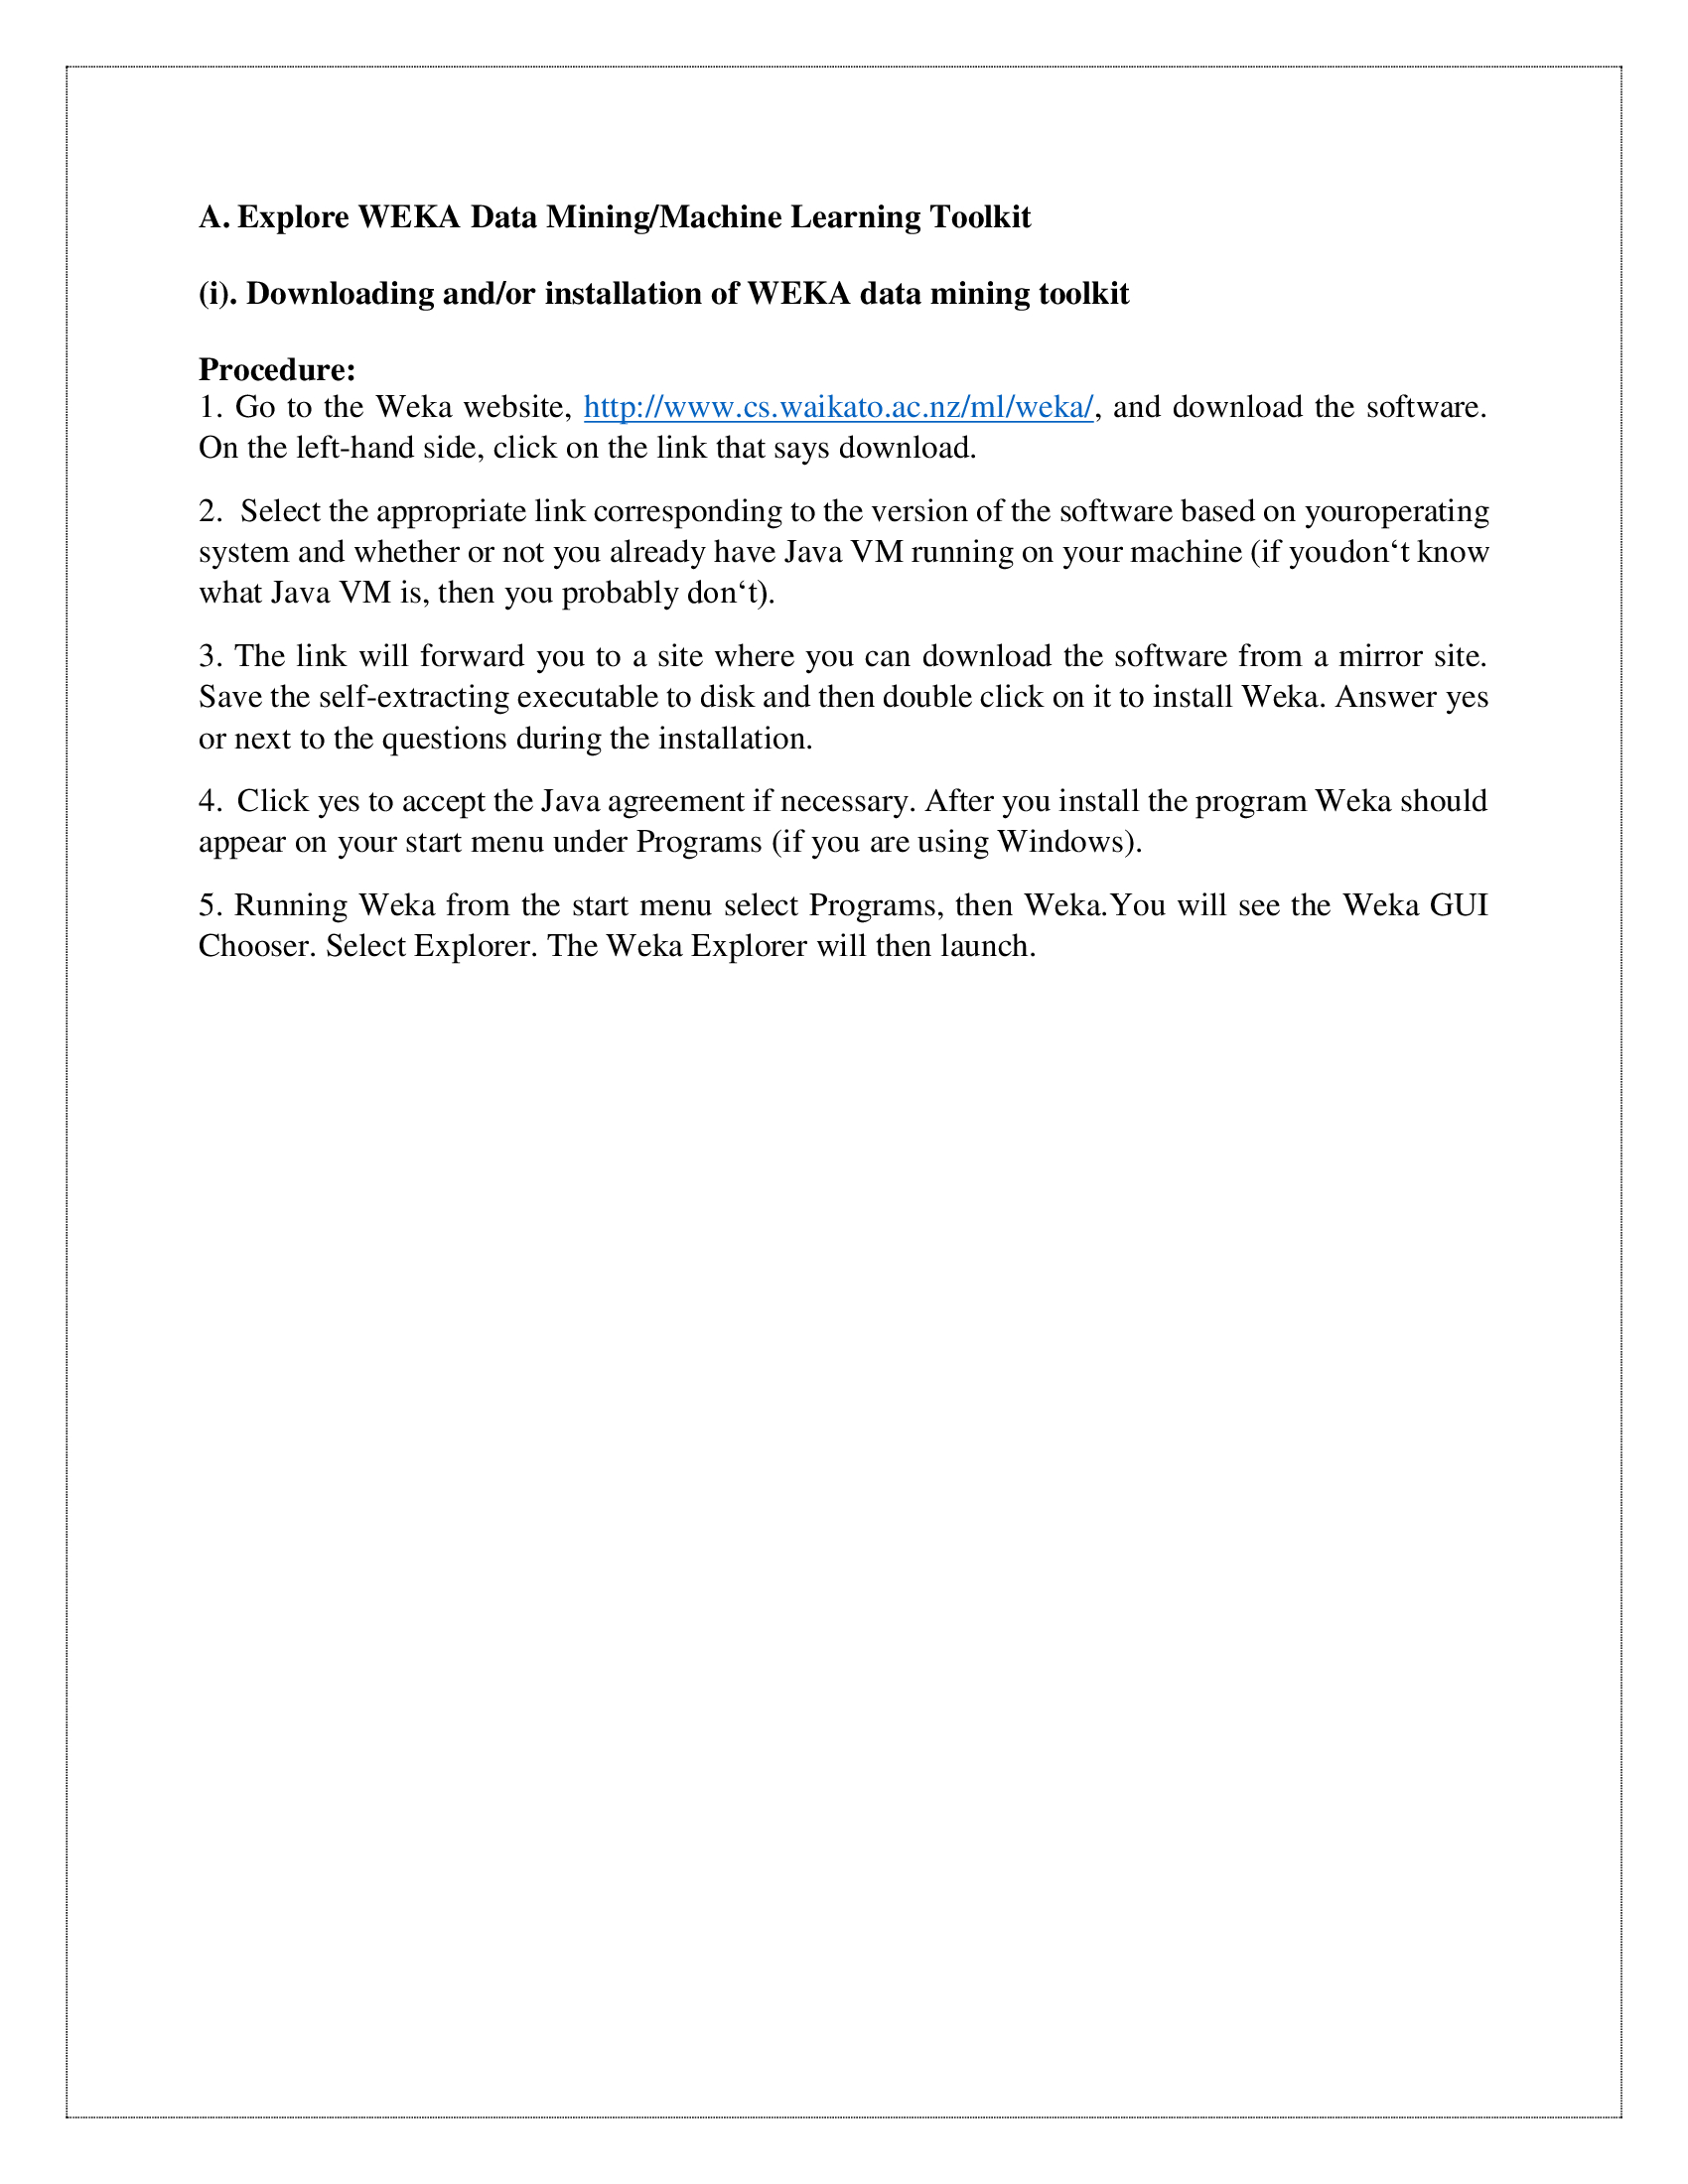 A. Explore WEKA Data Mining/Machine Learning Toolkit
(i). Downloading and/or installation of WEKA data mining toolkit
Procedure:
1. Go to the Weka website, http://www.cs.waikato.ac.nz/ml/weka/, and download the software.
On the left-hand side, click on the link that says download.
2. Select the appropriate link corresponding to the version of the software based on youroperating
system and whether or not you already have Java VM running on your machine (if youdon‘t know
what Java VM is, then you probably don‘t).
3. The link will forward you to a site where you can download the software from a mirror site.
Save the self-extracting executable to disk and then double click on it to install Weka. Answer yes
or next to the questions during the installation.
4. Click yes to accept the Java agreement if necessary. After you install the program Weka should
appear on your start menu under Programs (if you are using Windows).
5. Running Weka from the start menu select Programs, then Weka.You will see the Weka GUI
Chooser. Select Explorer. The Weka Explorer will then launch.